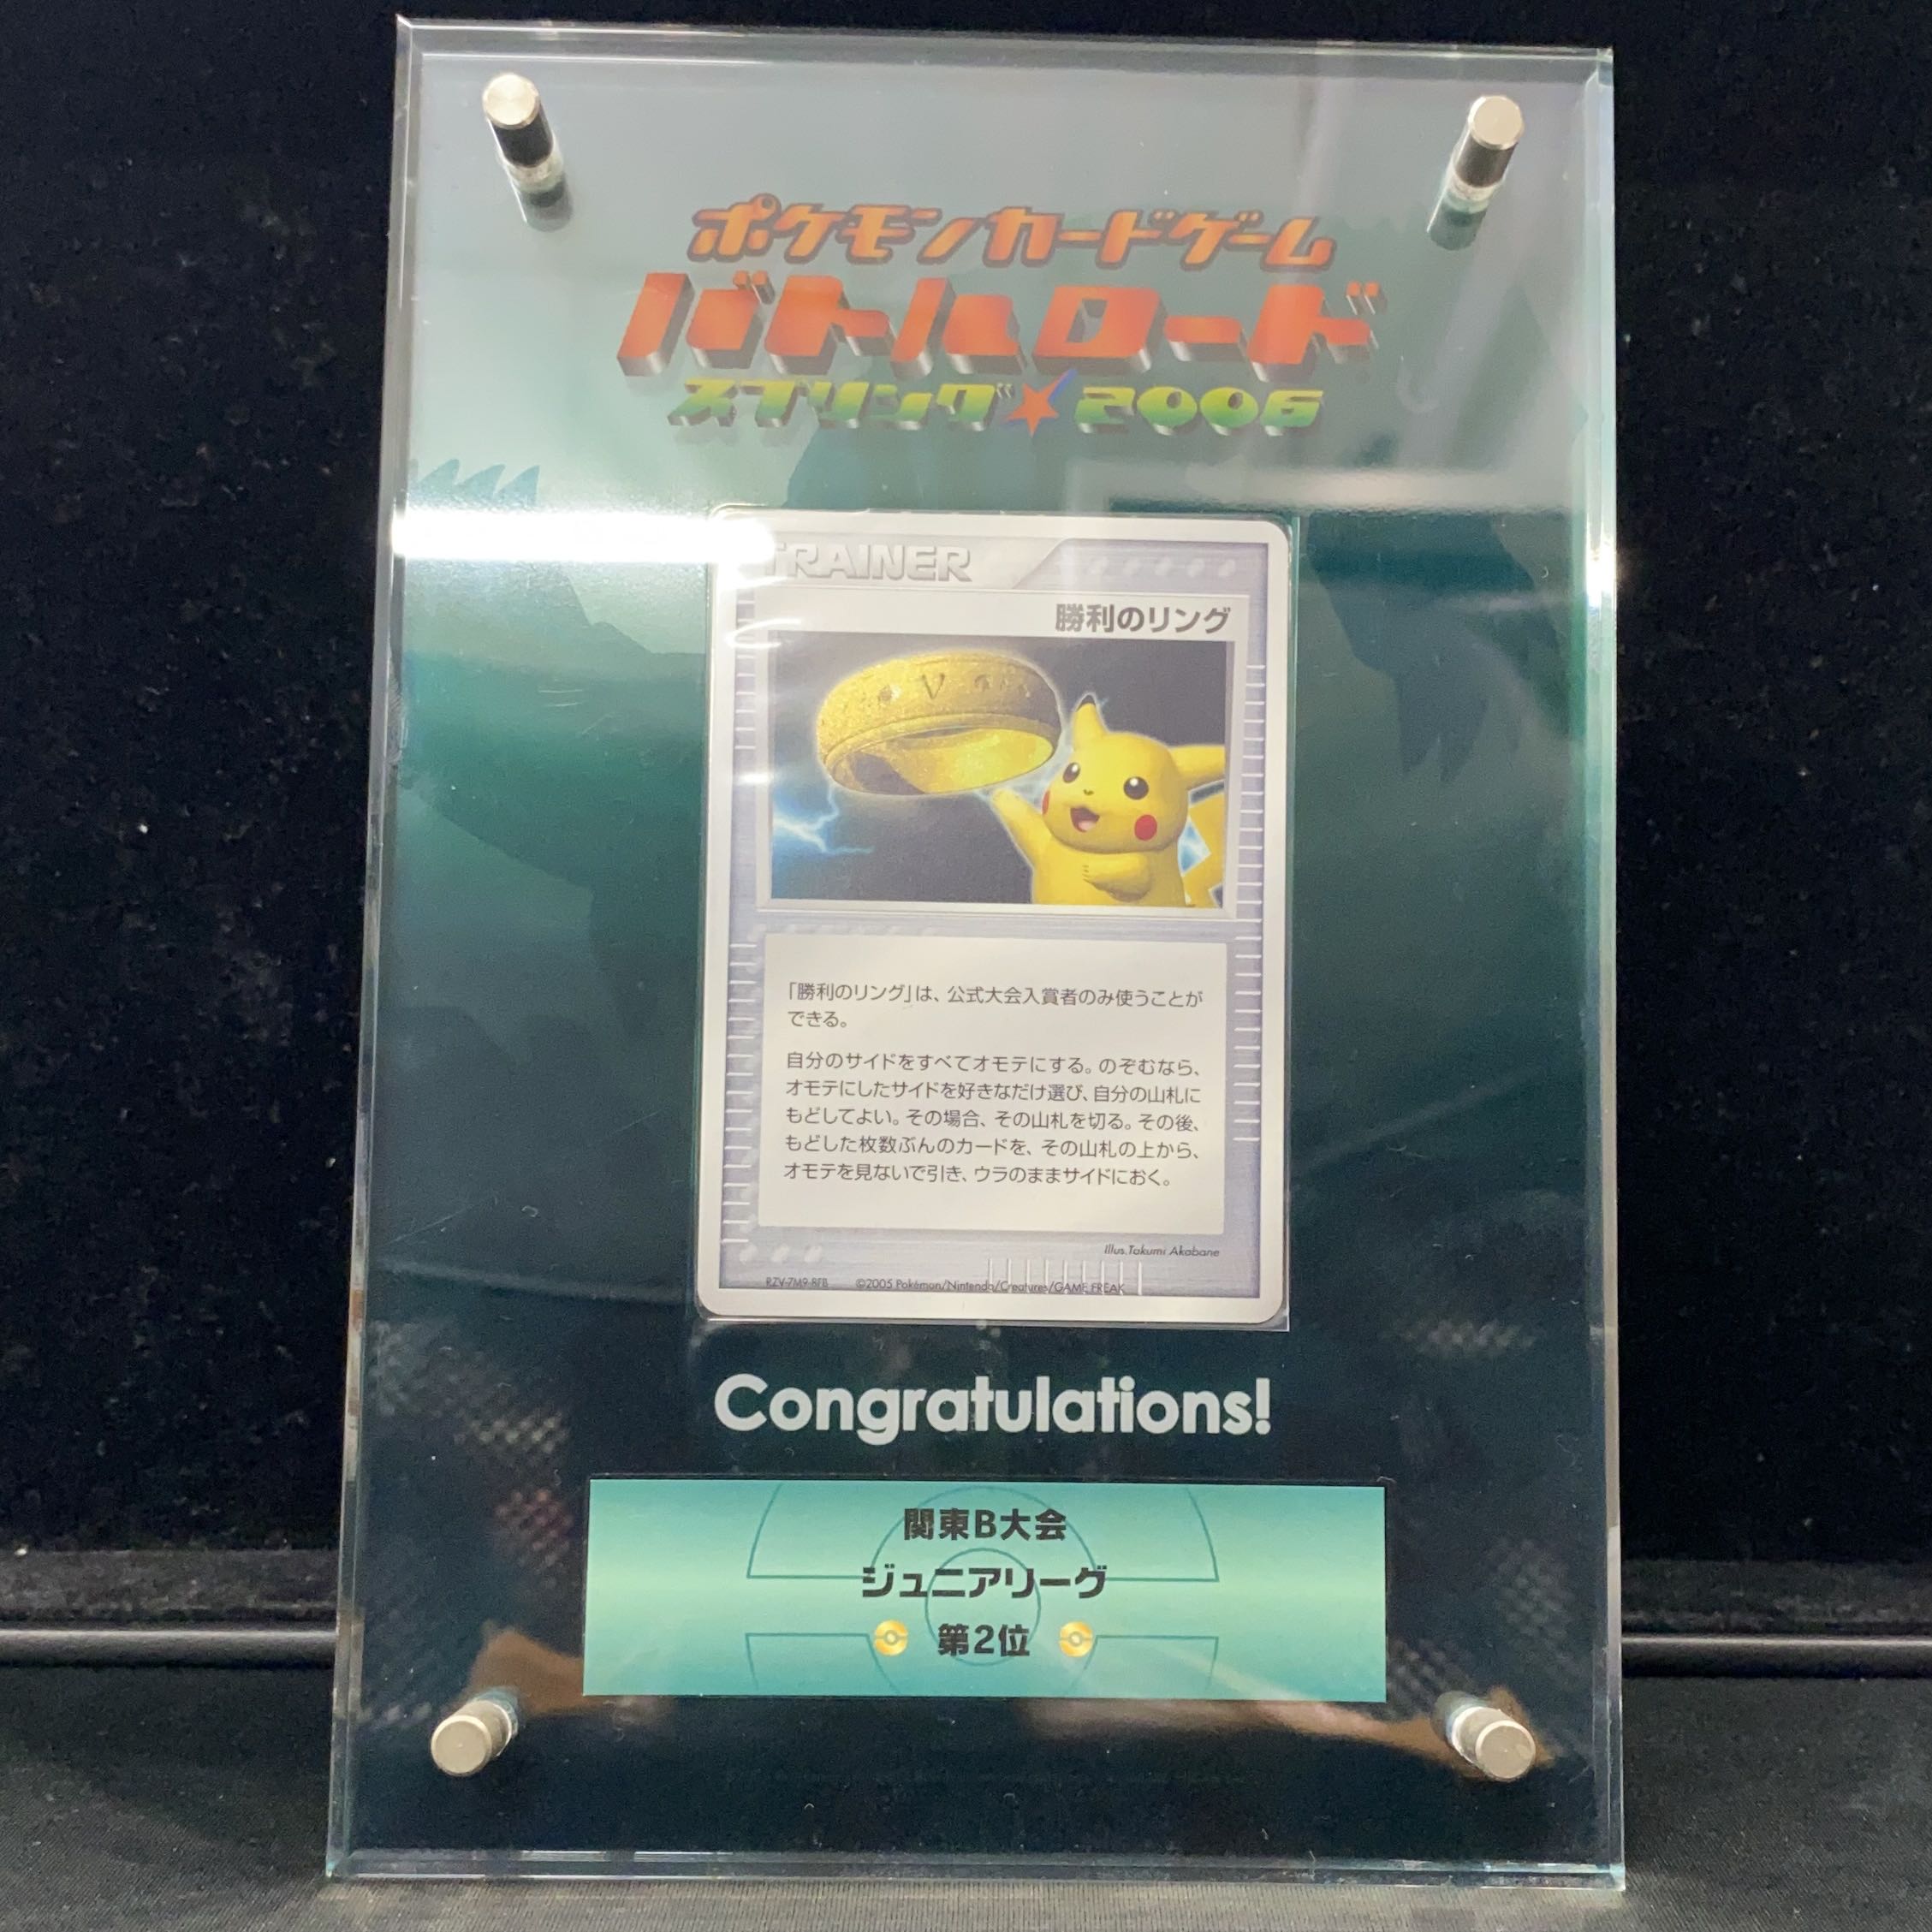 ポケモンカードゲーム
バトルロード
スプリング★2006
TRAINER
勝利のリング
V
「勝利のリング」は、公式大会入賞者のみ使うことが
できる。
自分のサイドをすべてオモテにする。のぞむなら、
オモテにしたサイドを好きなだけ選び、自分の山札に
もどしてよい。その場合、その山札を切る。その後、
もどした枚数ぶんのカードを、その山札の上から、
オモテを見ないで引き、ウラのままサイドにおく。
Illus.Takumi Akabane
RZV-7M9-8FB ©2005 Pokémon/Nintendo/Creatures/GAME FREAK
Congratulations!
関東B大会
ジュニアリーグ
第2位